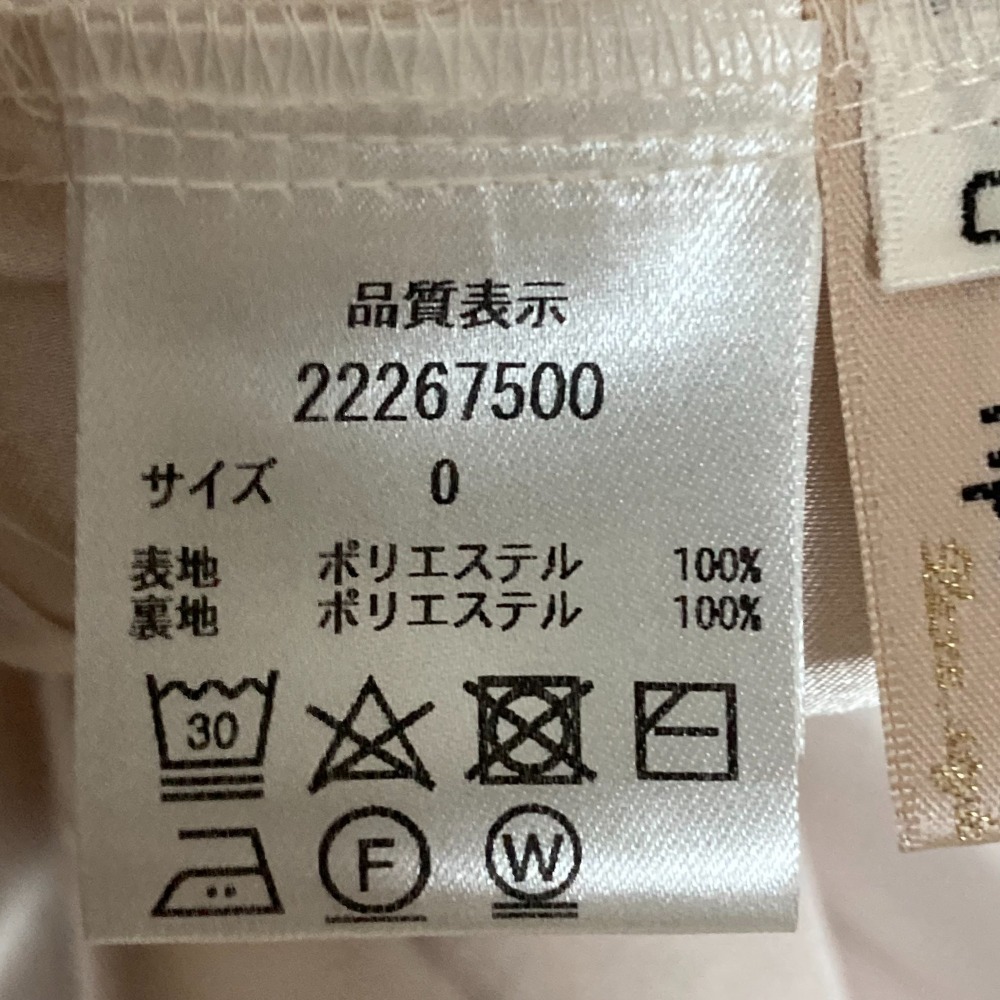 品質表示
22267500
サイズ 0
表地 ポリエステル 100%
裏地 ポリエステル 100%
30
F
W